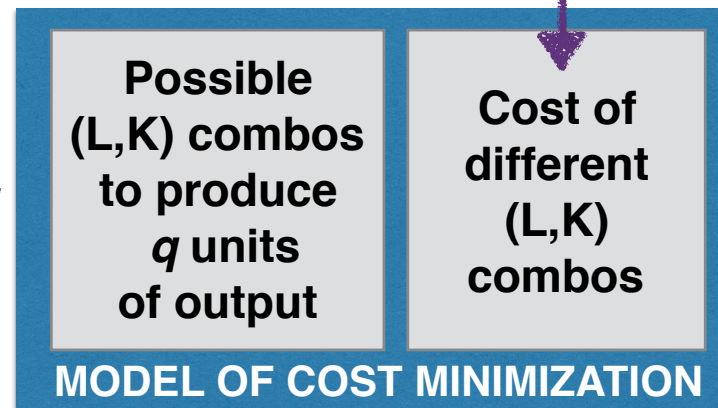 Possible
(L,K) combos
to produce
q units
of output
Cost of
different
(L,K)
combos
MODEL OF COST MINIMIZATION